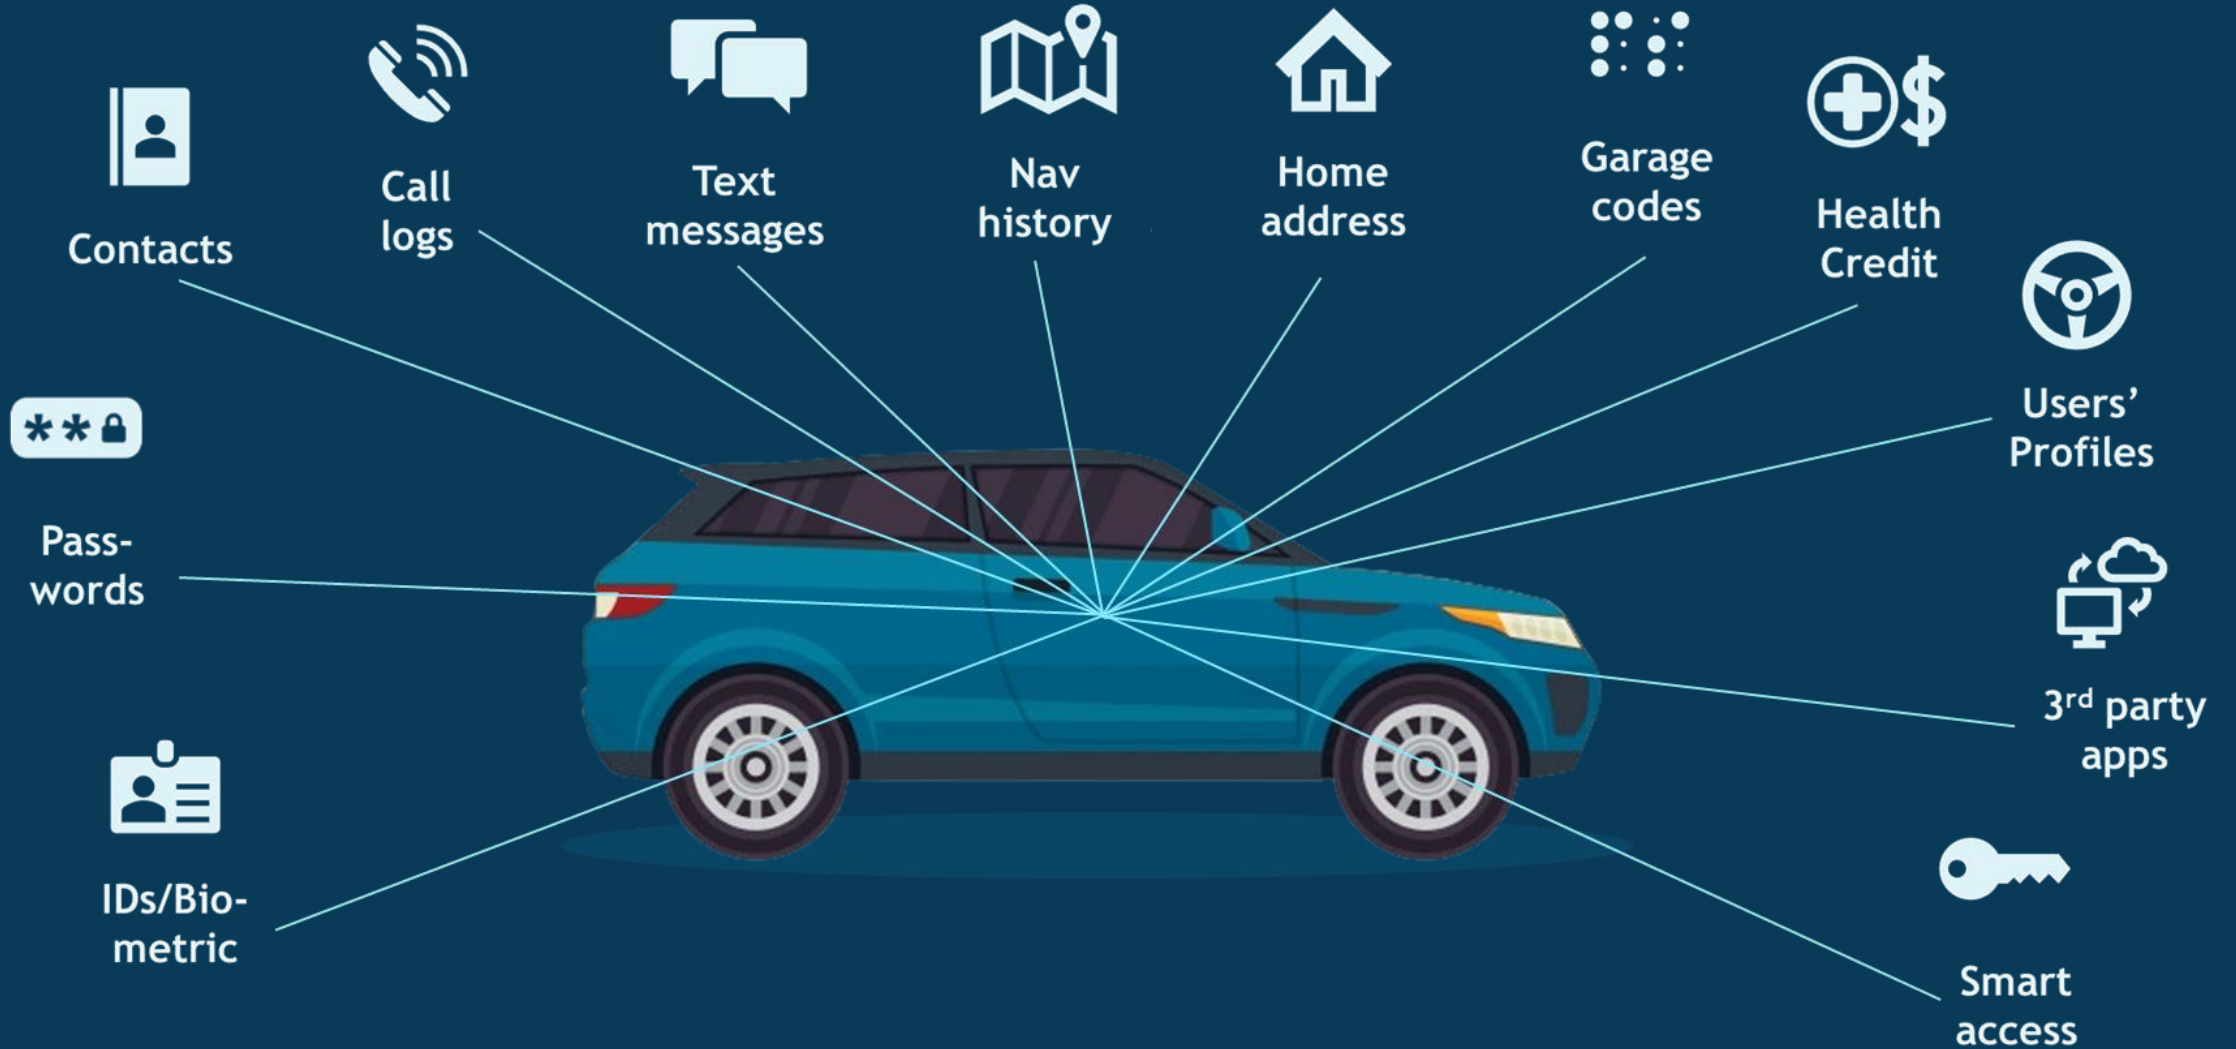 Contacts
Call
logs
Text
messages
Nav
history
Home
address
Garage
codes
Health
Credit
Users’
Profiles
**
Pass-
words
3rd party
apps
IDs/Bio-
metric
Smart
access